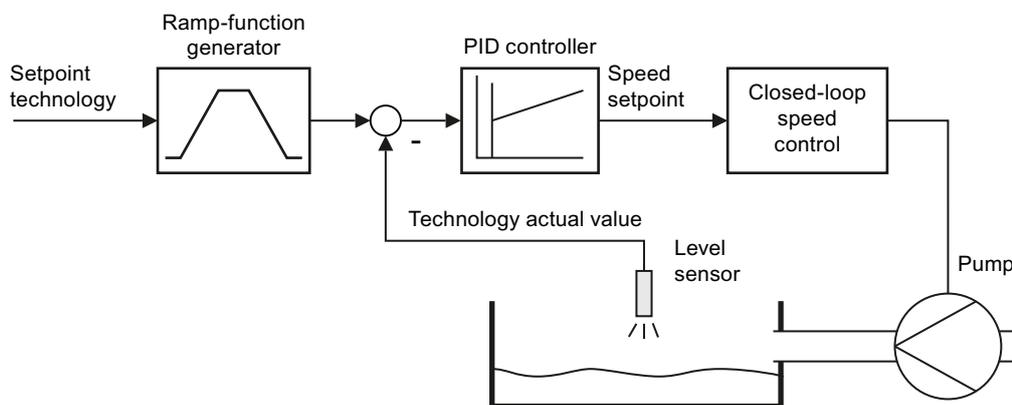 Ramp-function
generator
PID controller
Setpoint
technology
Speed
setpoint
Closed-loop
speed
control
-
Technology actual value
Level
sensor
Pump